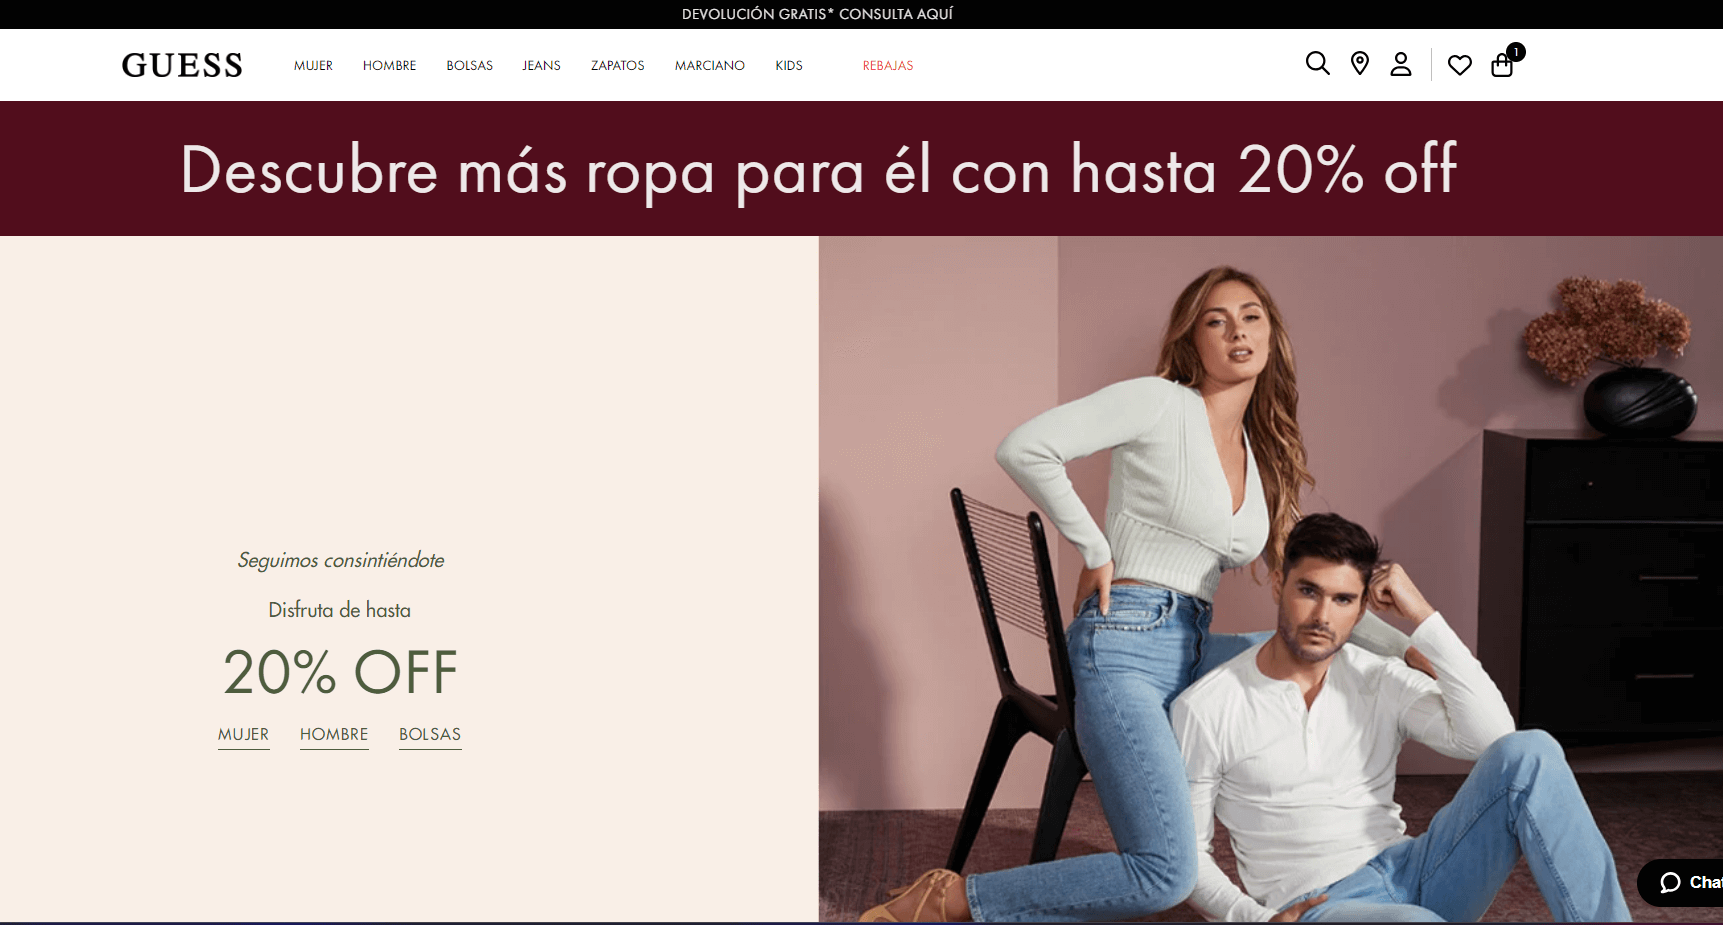 DEVOLUCIÓN GRATIS* CONSULTA AQUÍ
GUESS MUJER HOMBRE BOLSAS JEANS ZAPATOS MARCIANO KIDS REBAJAS 1
Descubre más ropa para él con hasta 20% off
Seguimos consintiéndote
Disfruta de hasta
20% OFF
MUJER HOMBRE BOLSAS
Chat